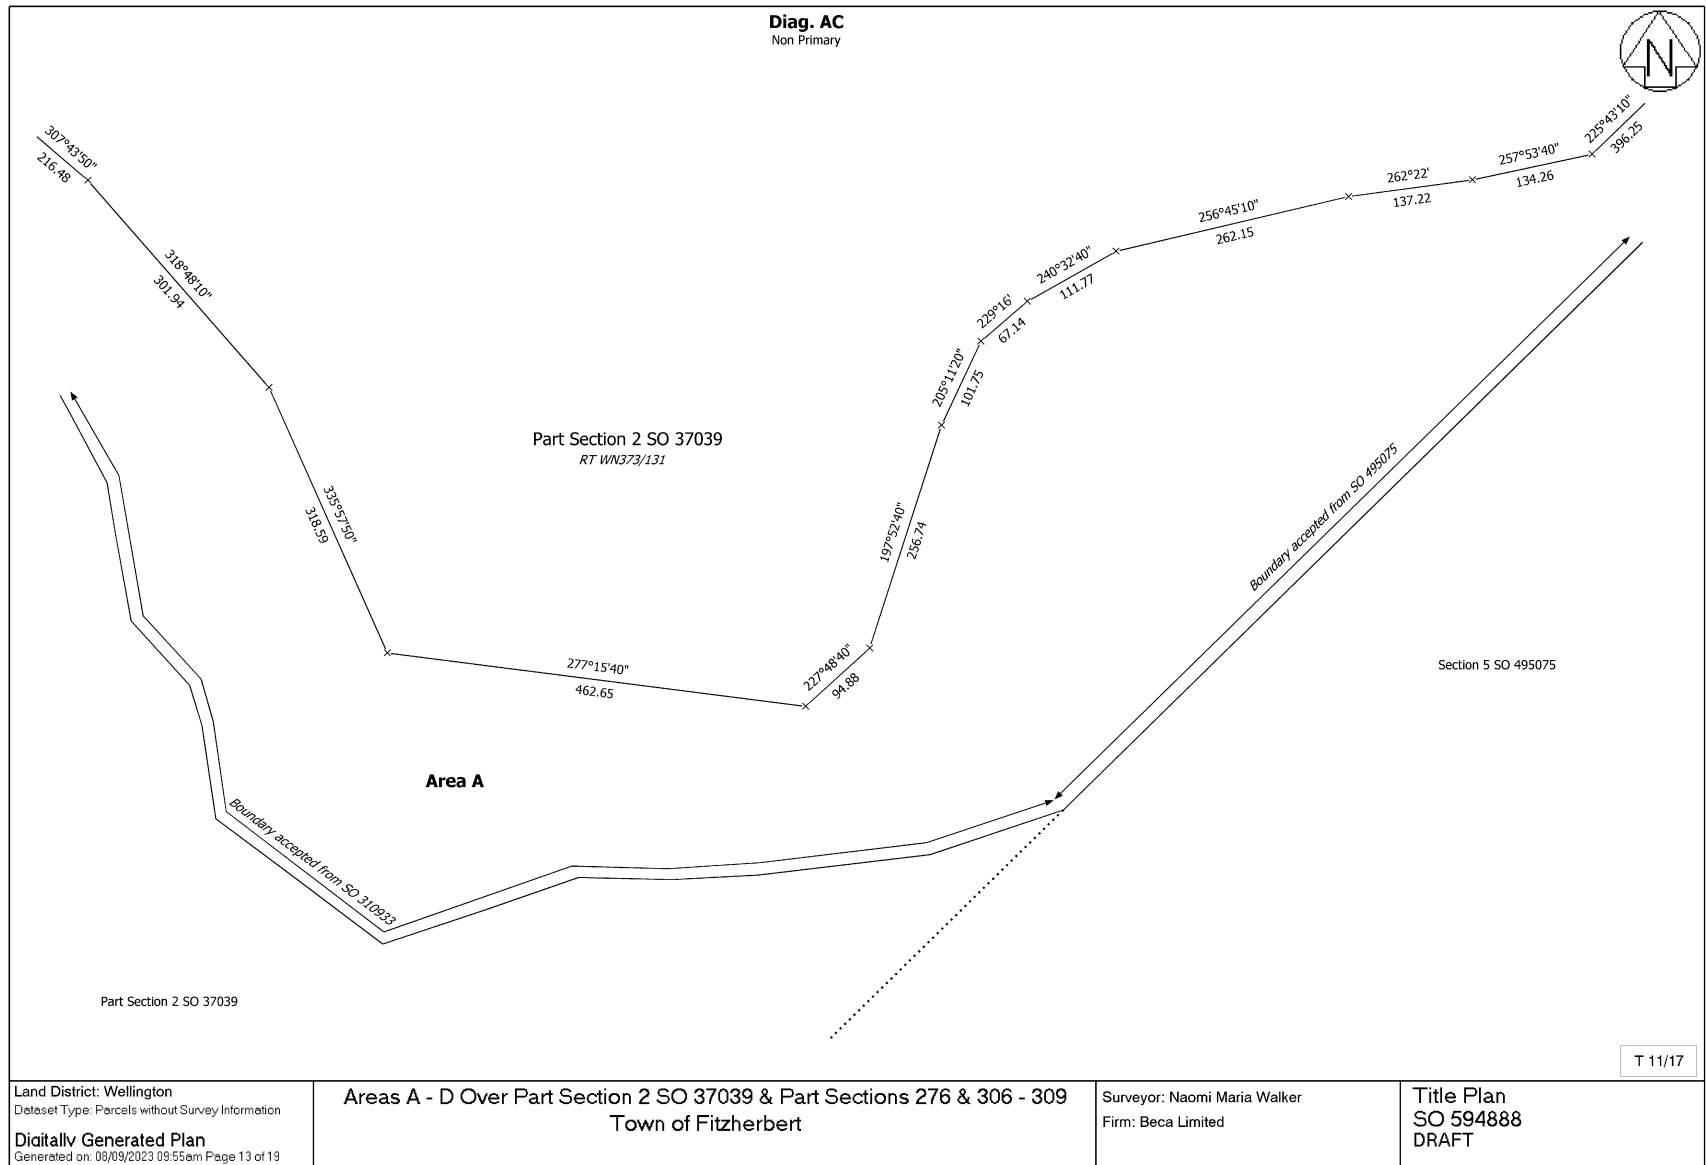 Diag. AC
Non Primary
N
307°43'50"
216.48
318°48'10"
301.94
335°57'50"
318.59
277°15'40"
462.65
227°48'40"
94.88
197°52'40"
256.74
205°11'20"
101.75
229°16'
67.14
240°32'40"
111.77
256°45'10"
262.15
262°22'
137.22
257°53'40"
134.26
225°43'10"
396.25
Part Section 2 SO 37039
RT WN373/131
Boundary accepted from SO 495075
Section 5 SO 495075
Area A
Boundary accepted from SO 310933
Part Section 2 SO 37039
T 11/17
Land District: Wellington
Dataset Type: Parcels without Survey Information
Digitally Generated Plan
Generated on: 08/09/2023 09:55am Page 13 of 19
Areas A - D Over Part Section 2 SO 37039 & Part Sections 276 & 306 - 309
Town of Fitzherbert
Surveyor: Naomi Maria Walker
Firm: Beca Limited
Title Plan
SO 594888
DRAFT